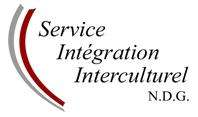 Service
Intégration
Interculturel
N.D.G.